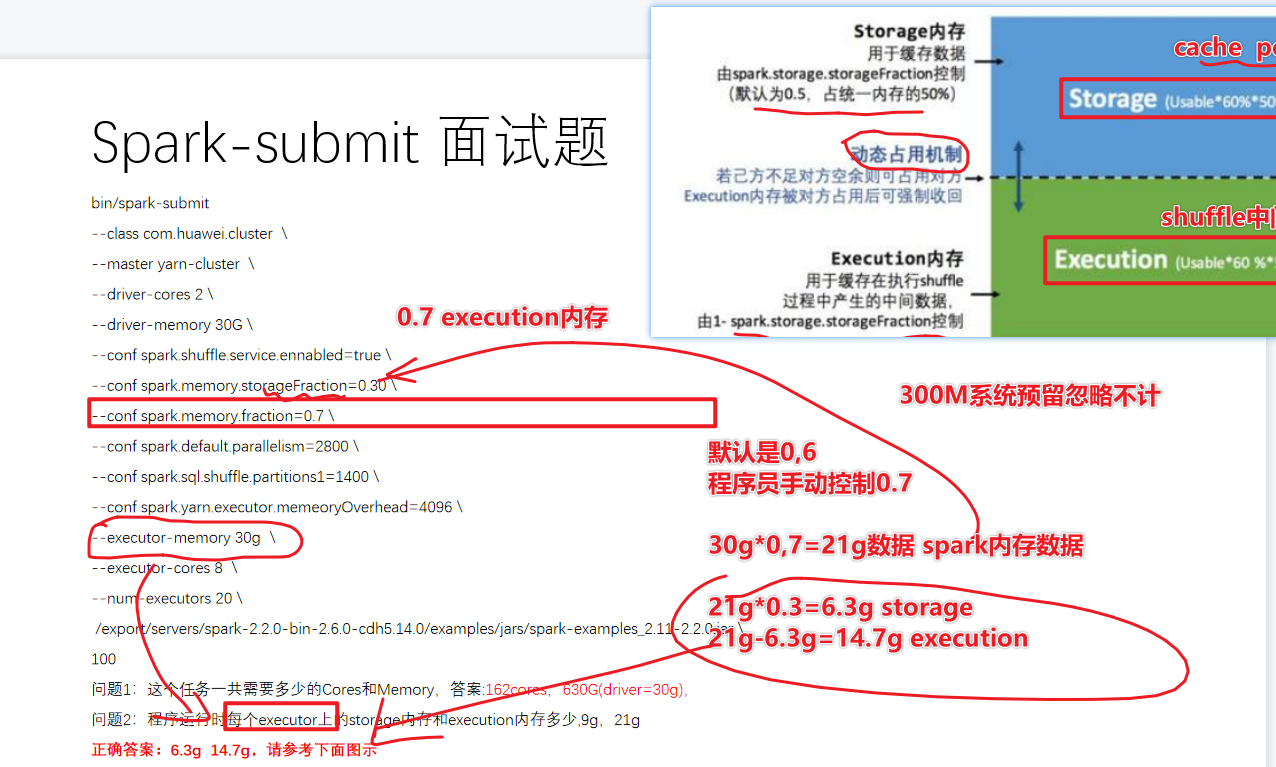 Storage内存
用于缓存数据
由spark.storage.storageFraction控制
(默认为0.5，占统一内存的50%)
cache
Storage (Usable*60%*50
动态占用机制
若己方不足对方空余则可占用对方
Execution内存被对方占用后可强制收回
shuffle中
Execution内存
用于缓存在执行shuffle
过程中产生的中间数据,
由1- spark.storage.storageFraction控制
Execution (Usable*60 %*
Spark-submit 面试题
bin/spark-submit
--class com.huawei.cluster \
--master yarn-cluster \
--driver-cores 2 \
--driver-memory 30G \
0.7 execution内存
--conf spark.shuffle.service.ennabled=true \
--conf spark.memory.storageFraction=0.30 \
300M系统预留忽略不计
--conf spark.memory.fraction=0.7 \
--conf spark.default.parallelism=2800 \
默认是0,6
--conf spark.sql.shuffle.partitions1=1400 \
程序员手动控制0.7
--conf spark.yarn.executor.memeoryOverhead=4096 \
--executor-memory 30g \
30g*0,7=21g数据 spark内存数据
--executor-cores 8 \
--num-executors 20 \
21g*0.3=6.3g storage
/export/servers/spark-2.2.0-bin-2.6.0-cdh5.14.0/examples/jars/spark-examples_2.11-2.2.0.jar \
21g-6.3g=14.7g execution
100
问题1：这个任务一共需要多少的Cores和Memory，答案:162cores，630G(driver=30g),
问题2：程序运行时每个executor上的storage内存和execution内存多少,9g，21g
正确答案：6.3g 14.7g，请参考下面图示